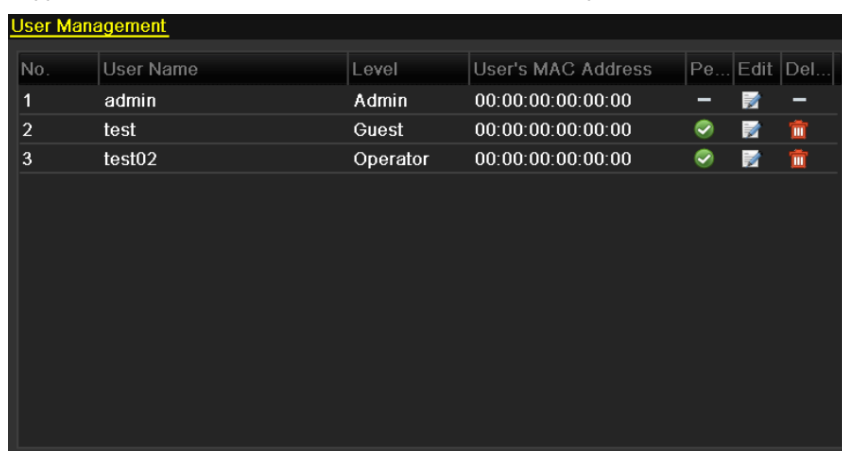 User Management
No. User Name Level User's MAC Address Pe... Edit Del...
1 admin Admin 00:00:00:00:00:00 –
2 test Guest 00:00:00:00:00:00
3 test02 Operator 00:00:00:00:00:00